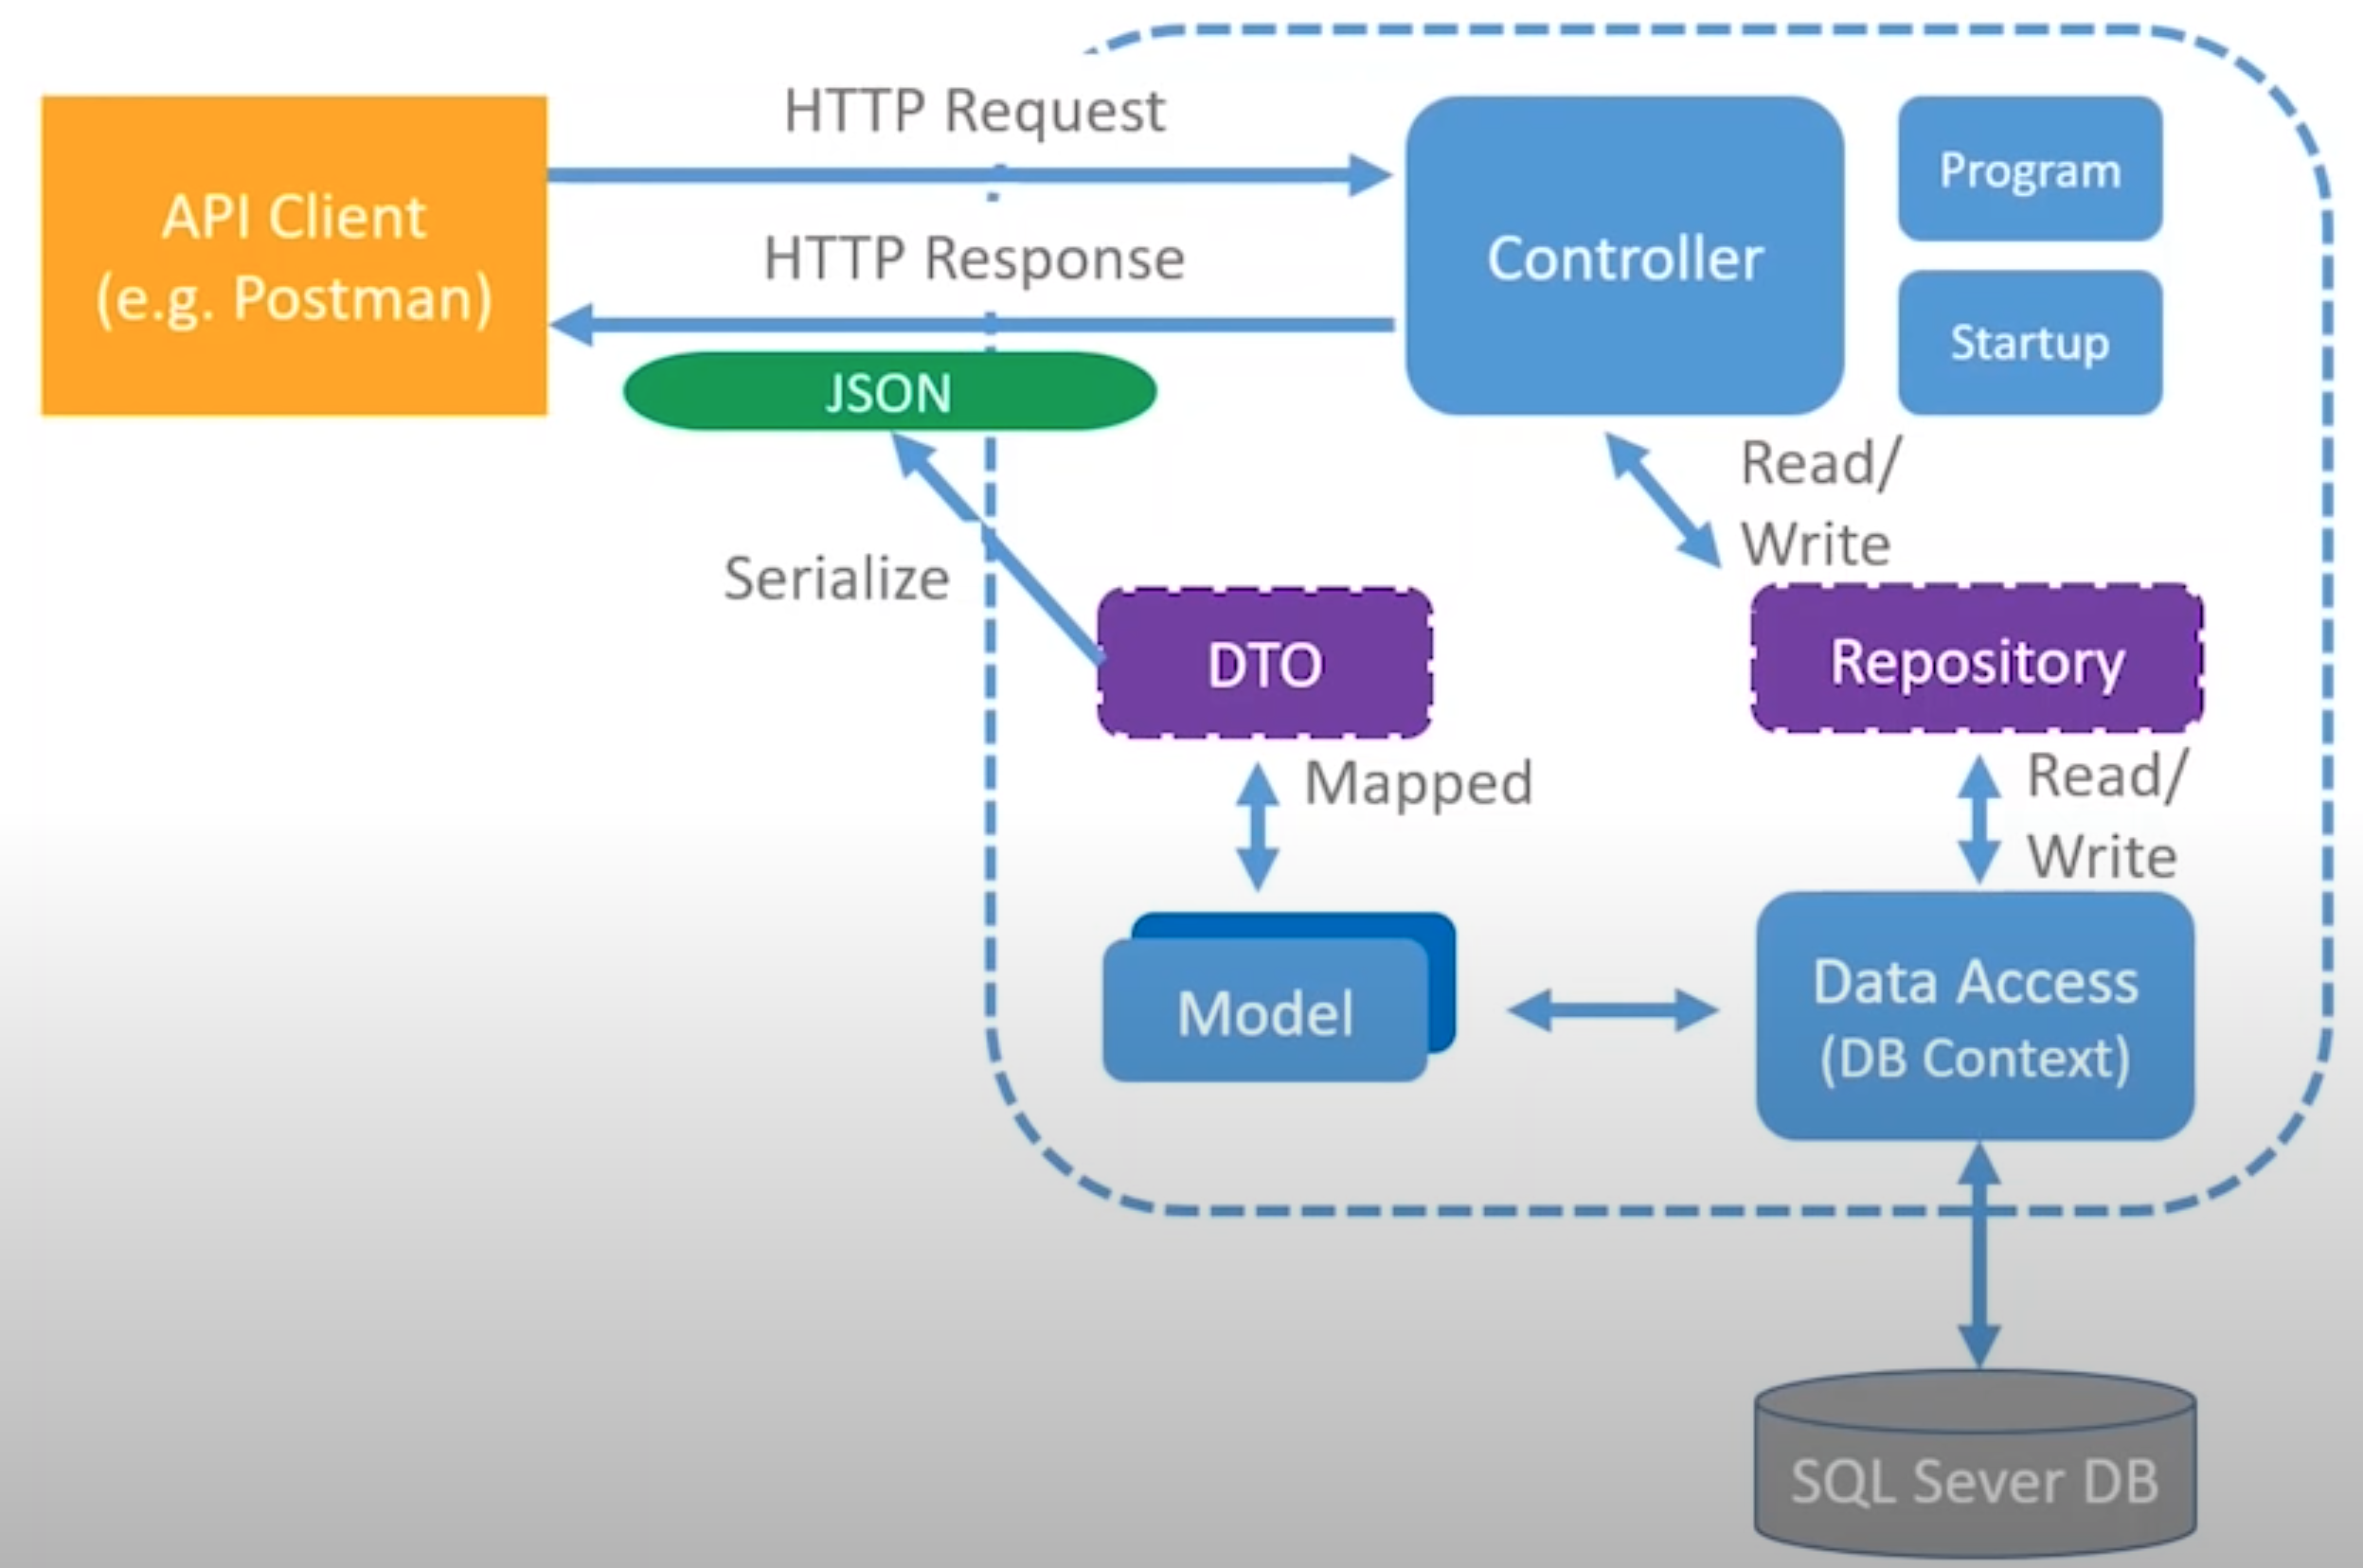 HTTP Request
API Client
(e.g. Postman)
HTTP Response
JSON
Controller
Program
Startup
Read/
Write
Serialize
DTO
Repository
Mapped
Read/
Write
Model
Data Access
(DB Context)
SQL Sever DB